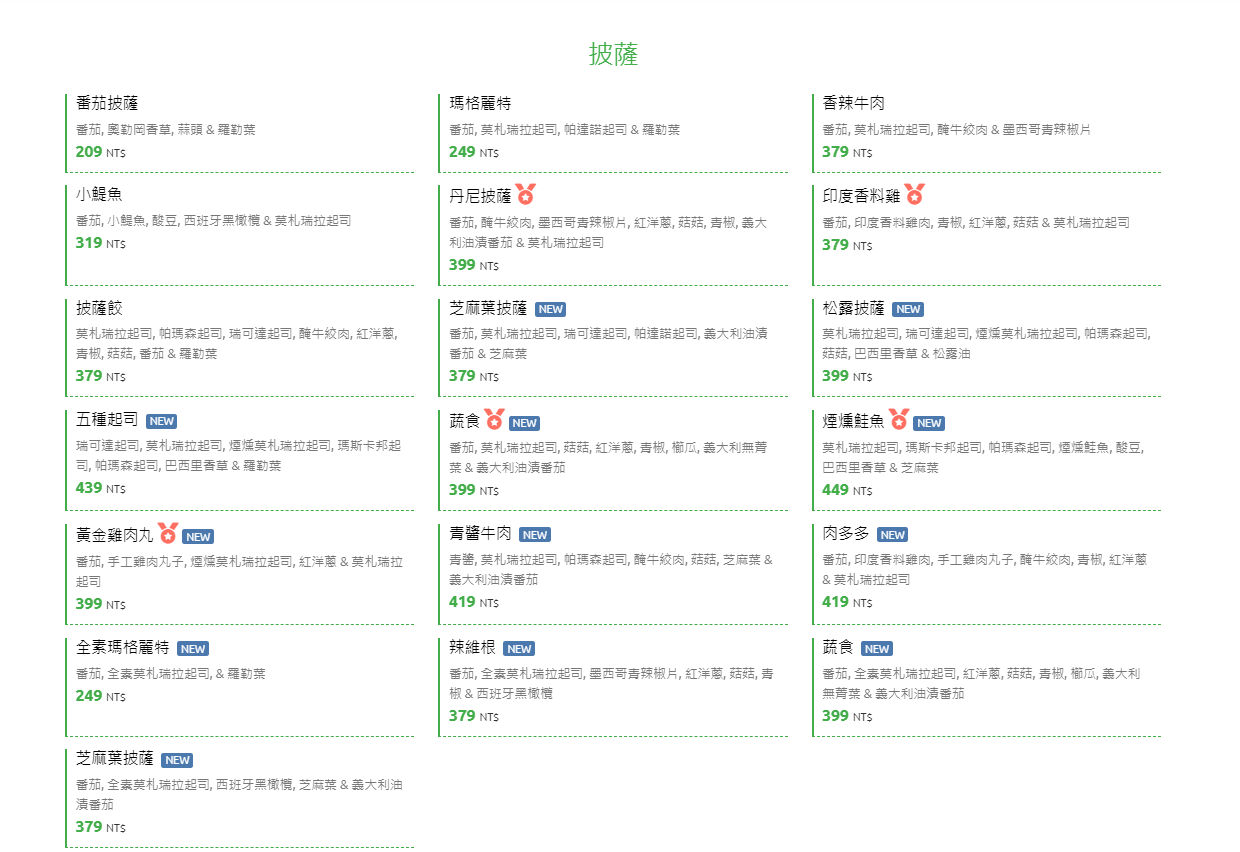 披薩
番茄披薩
番茄, 奧勒岡香草, 蒜頭 & 羅勒葉
209 NT$
瑪格麗特
番茄, 莫札瑞拉起司, 帕達諾起司 & 羅勒葉
249 NT$
香辣牛肉
番茄, 莫札瑞拉起司, 醃牛絞肉 & 墨西哥青辣椒片
379 NT$
小鯷魚
番茄, 小鯷魚, 酸豆, 西班牙黑橄欖 & 莫札瑞拉起司
319 NT$
丹尼披薩
番茄, 醃牛絞肉, 墨西哥青辣椒片, 紅洋蔥, 菇菇, 青椒, 義大
利油漬番茄 & 莫札瑞拉起司
399 NT$
印度香料雞
番茄, 印度香料雞肉, 青椒, 紅洋蔥, 菇菇 & 莫札瑞拉起司
379 NT$
披薩餃
莫札瑞拉起司, 帕瑪森起司, 瑞可達起司, 醃牛絞肉, 紅洋蔥,
青椒, 菇菇, 番茄 & 羅勒葉
379 NT$
芝麻葉披薩 NEW
番茄, 莫札瑞拉起司, 瑞可達起司, 帕達諾起司, 義大利油漬
番茄 & 芝麻葉
379 NT$
松露披薩 NEW
莫札瑞拉起司, 瑞可達起司, 煙燻莫札瑞拉起司, 帕瑪森起司,
菇菇, 巴西里香草 & 松露油
399 NT$
五種起司 NEW
瑞可達起司, 莫札瑞拉起司, 煙燻莫札瑞拉起司, 瑪斯卡邦起
司, 帕瑪森起司, 巴西里香草 & 羅勒葉
439 NT$
蔬食 NEW
番茄, 莫札瑞拉起司, 菇菇, 紅洋蔥, 青椒, 櫛瓜, 義大利無菁
葉 & 義大利油漬番茄
399 NT$
煙燻鮭魚 NEW
莫札瑞拉起司, 瑪斯卡邦起司, 帕瑪森起司, 煙燻鮭魚, 酸豆,
巴西里香草 & 芝麻葉
449 NT$
黃金雞肉丸 NEW
番茄, 手工雞肉丸子, 煙燻莫札瑞拉起司, 紅洋蔥 & 莫札瑞拉
起司
399 NT$
青醬牛肉 NEW
青醬, 莫札瑞拉起司, 帕瑪森起司, 醃牛絞肉, 菇菇, 芝麻葉 &
義大利油漬番茄
419 NT$
肉多多 NEW
番茄, 印度香料雞肉, 手工雞肉丸子, 醃牛絞肉, 青椒, 紅洋蔥
& 莫札瑞拉起司
419 NT$
全素瑪格麗特 NEW
番茄, 全素莫札瑞拉起司, & 羅勒葉
249 NT$
辣維根 NEW
番茄, 全素莫札瑞拉起司, 墨西哥青辣椒片, 紅洋蔥, 菇菇, 青
椒 & 西班牙黑橄欖
379 NT$
蔬食 NEW
番茄, 全素莫札瑞拉起司, 紅洋蔥, 菇菇, 青椒, 櫛瓜, 義大利
無菁葉 & 義大利油漬番茄
399 NT$
芝麻葉披薩 NEW
番茄, 全素莫札瑞拉起司, 西班牙黑橄欖, 芝麻葉 & 義大利油
漬番茄
379 NT$